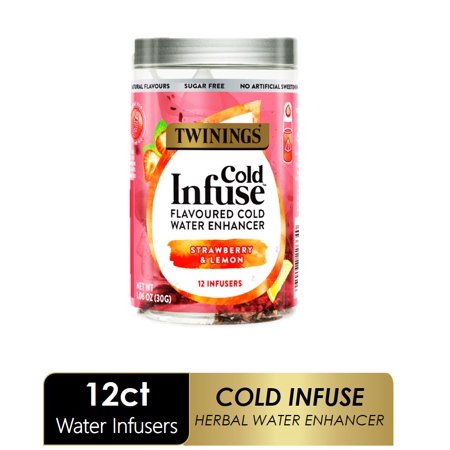 NATURAL FLAVOURS SUGAR FREE NO ARTIFICIAL SWEETENERS
TWININGS®
Cold
Infuse™
FLAVOURED COLD
WATER ENHANCER
STRAWBERRY
& LEMON
12 INFUSERS
NET WT
1.06 OZ (30G)
12ct
Water Infusers
COLD INFUSE
HERBAL WATER ENHANCER